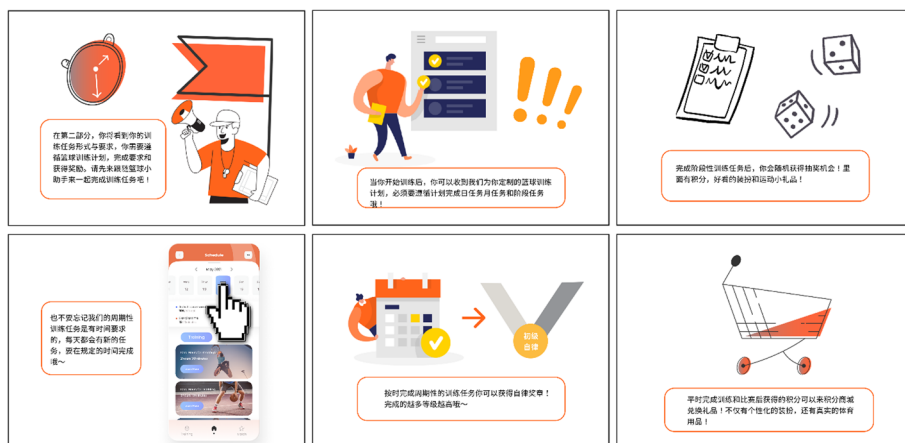 在第二部分，你将看到你的训
练任务形式与要求，你需要遵
循篮球训练计划，完成要求和
获得奖励。请先来跟随篮球小
助手来一起完成训练任务吧！
当你开始训练后，你可以收到我们为你定制的篮球训练
计划，必须要遵循计划完成日任务月任务和阶段任务
哦！
完成阶段性训练任务后，你会随机获得抽奖机会！里
面有积分，好看的装扮和运动小礼品！
也不要忘记我们的周期性
训练任务是有时间要求
的，每天都会有新的任
务，要在规定的时间完成
哦～
Schedule
May 2021
Training
初级
自律
按时完成周期性的训练任务你可以获得自律奖章！
完成的越多等级越高哦～
平时完成训练和比赛后获得的积分可以来积分商城
兑换礼品！不仅有个性化的装扮，还有真实的体育
用品！